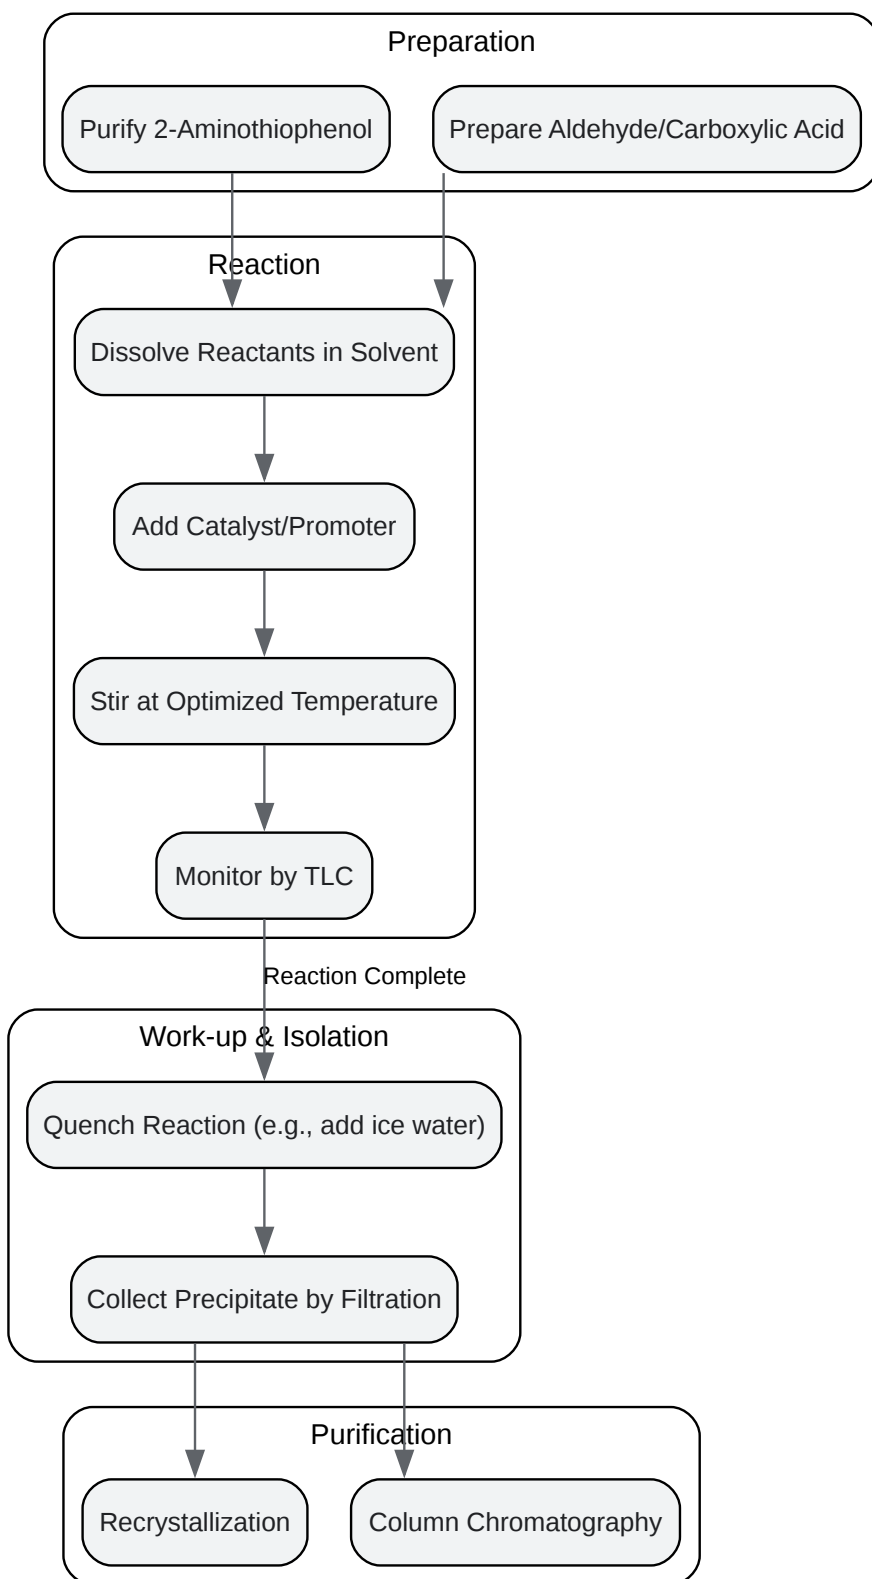 Preparation
Purify 2-Aminothiophenol
Prepare Aldehyde/Carboxylic Acid
Reaction
Dissolve Reactants in Solvent
Add Catalyst/Promoter
Stir at Optimized Temperature
Monitor by TLC
Reaction Complete
Work-up & Isolation
Quench Reaction (e.g., add ice water)
Collect Precipitate by Filtration
Purification
Recrystallization
Column Chromatography